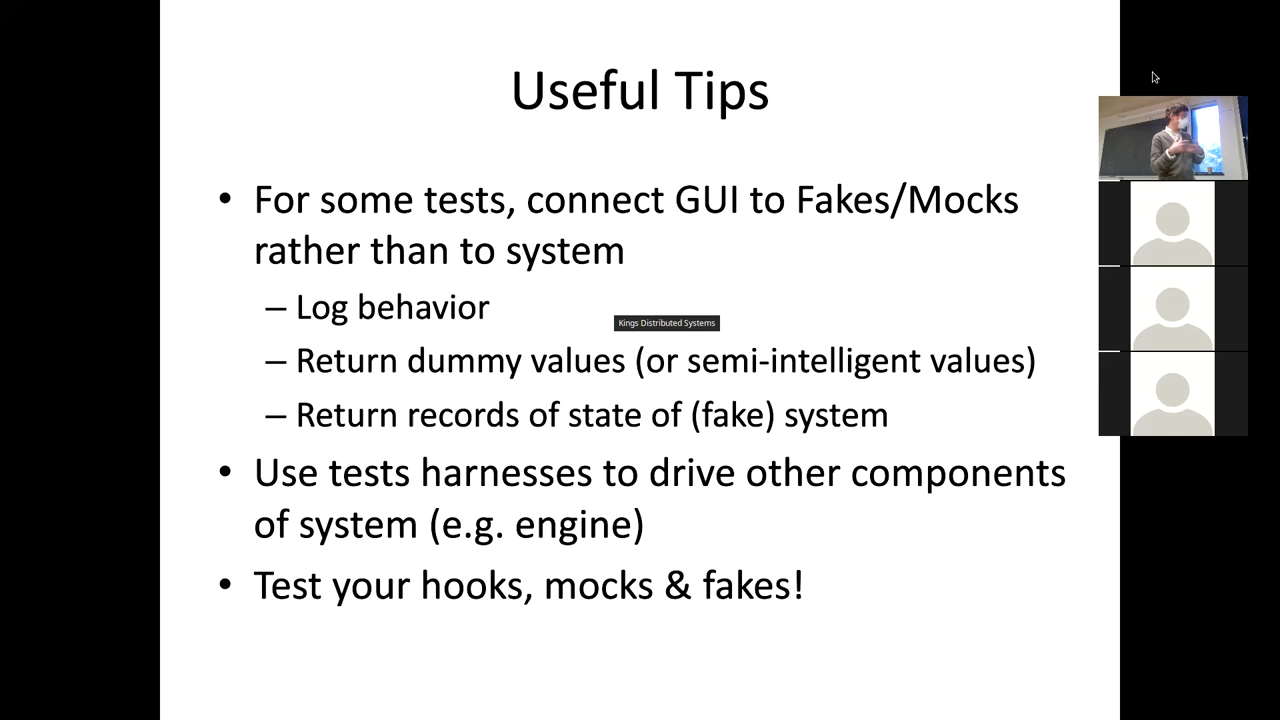 Useful Tips
• For some tests, connect GUI to Fakes/Mocks
rather than to system
– Log behavior
Kings Distributed Systems
– Return dummy values (or semi-intelligent values)
– Return records of state of (fake) system
• Use tests harnesses to drive other components
of system (e.g. engine)
• Test your hooks, mocks & fakes!